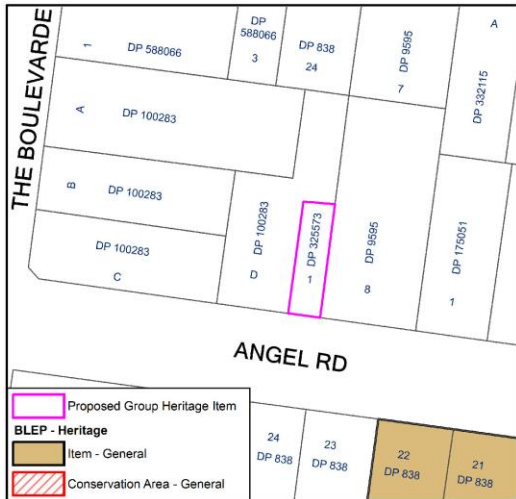 THE BOULEVARDE
1
DP 588066
DP
588066
3
DP 838
24
DP 9595
7
A
DP 332115
A
DP 100283
B
DP 100283
DP 100283
C
DP 100283
D
DP 325573
1
DP 9595
8
DP 175051
1
ANGEL RD
24
DP 838
23
DP 838
22
DP 838
21
DP 838
Proposed Group Heritage Item
BLEP - Heritage
Item - General
Conservation Area - General